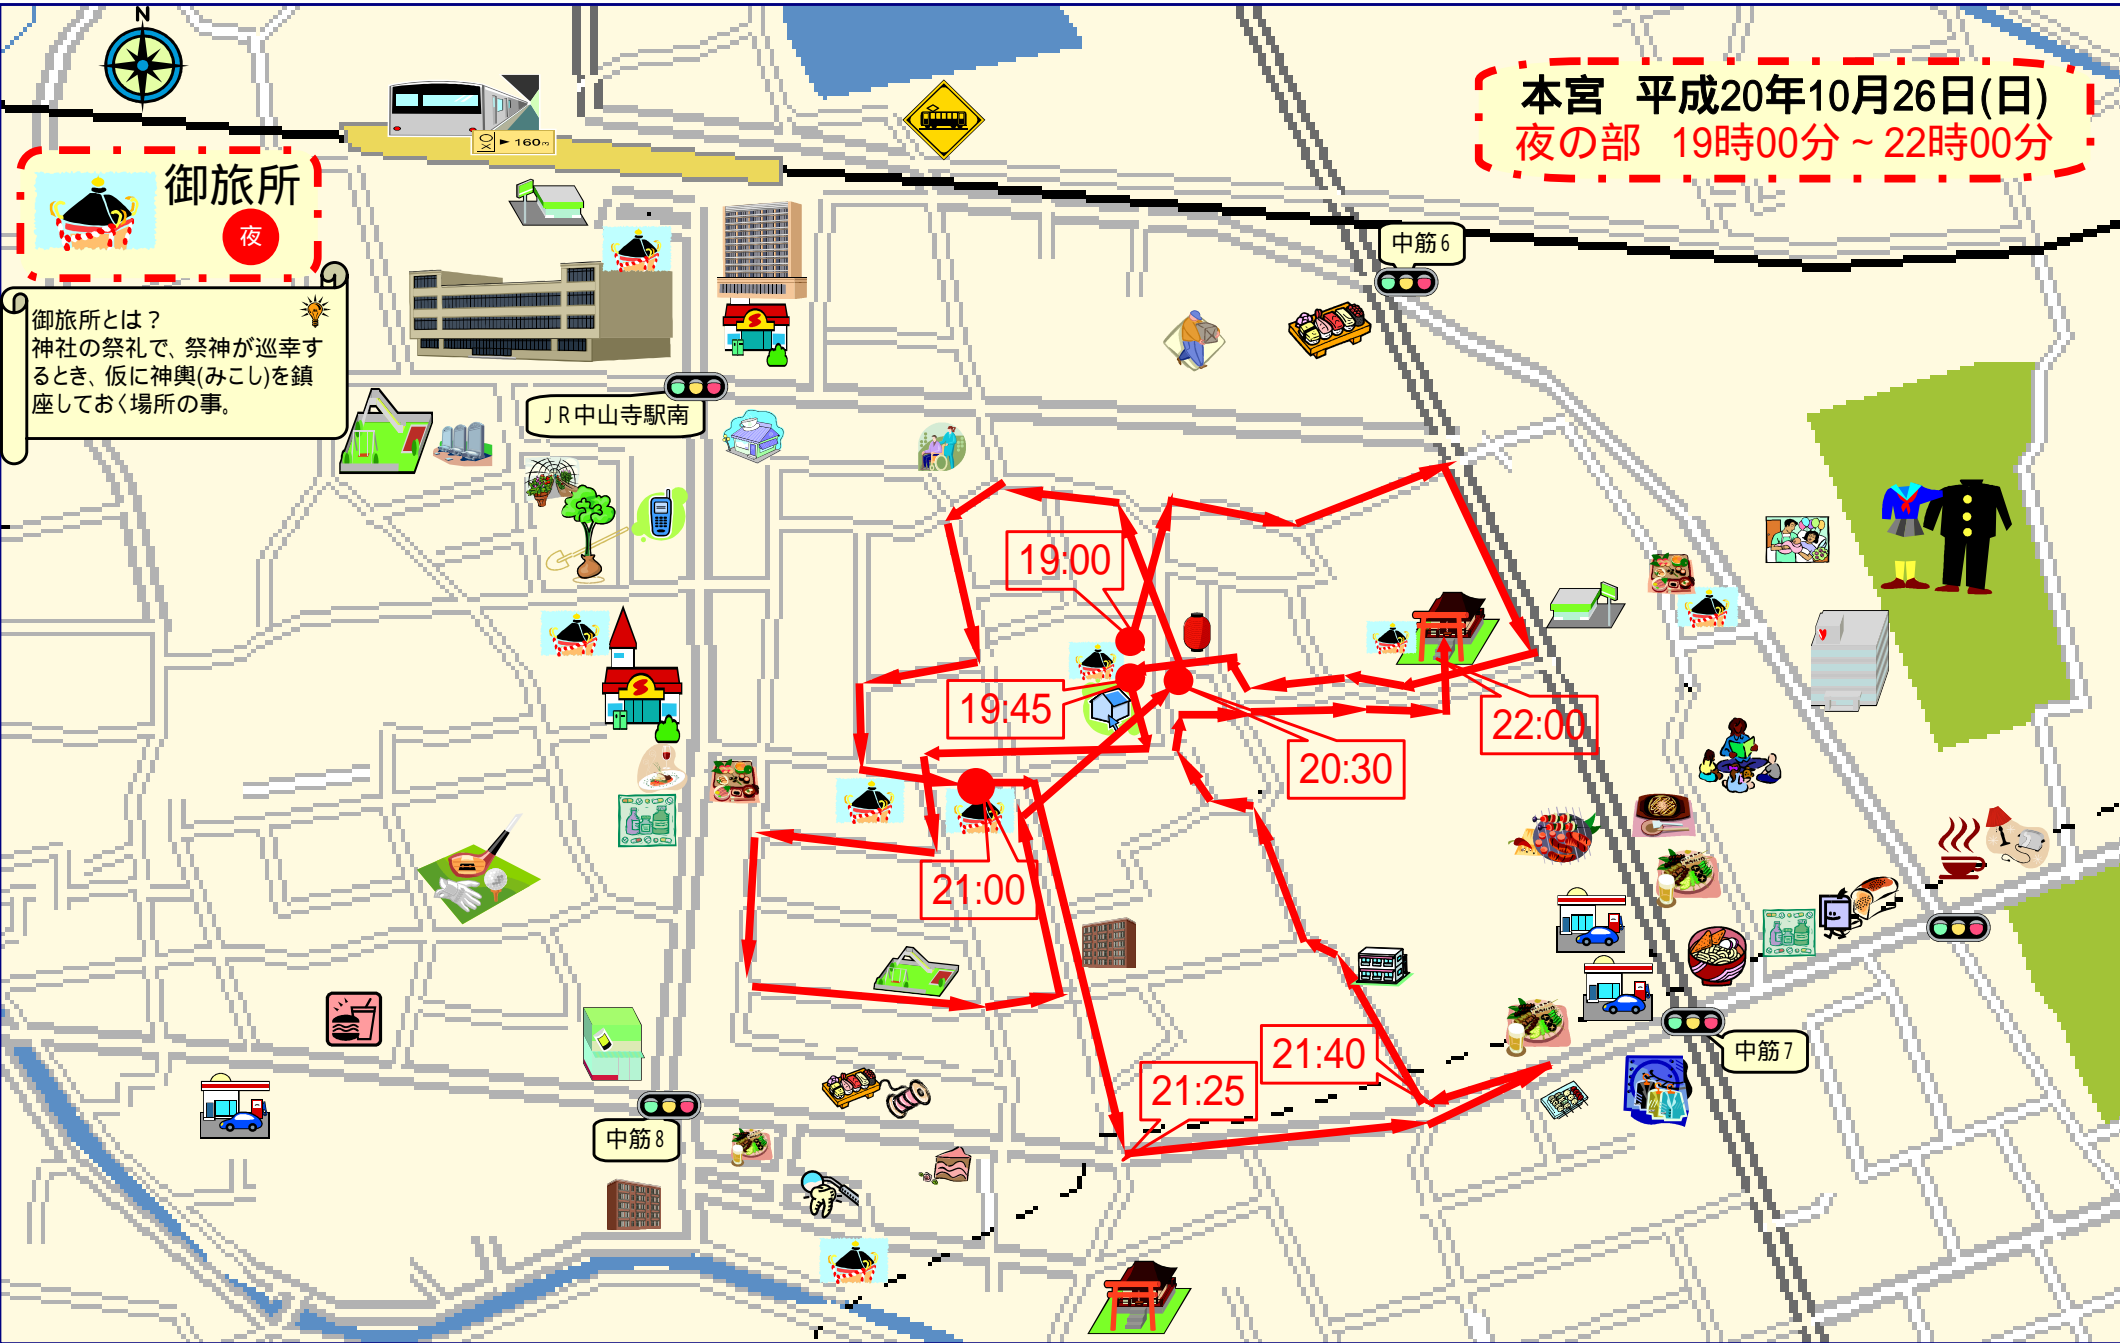 N
本宮 平成20年10月26日(日)
夜の部 19時00分~22時00分
160m
御旅所
夜
中筋6
御旅所とは?
神社の祭礼で、祭神が巡幸す
るとき、仮に神輿(みこし)を鎮
座しておく場所の事。
JR中山寺駅南
19:00
19:45
22:00
20:30
21:00
21:40
中筋7
21:25
中筋8